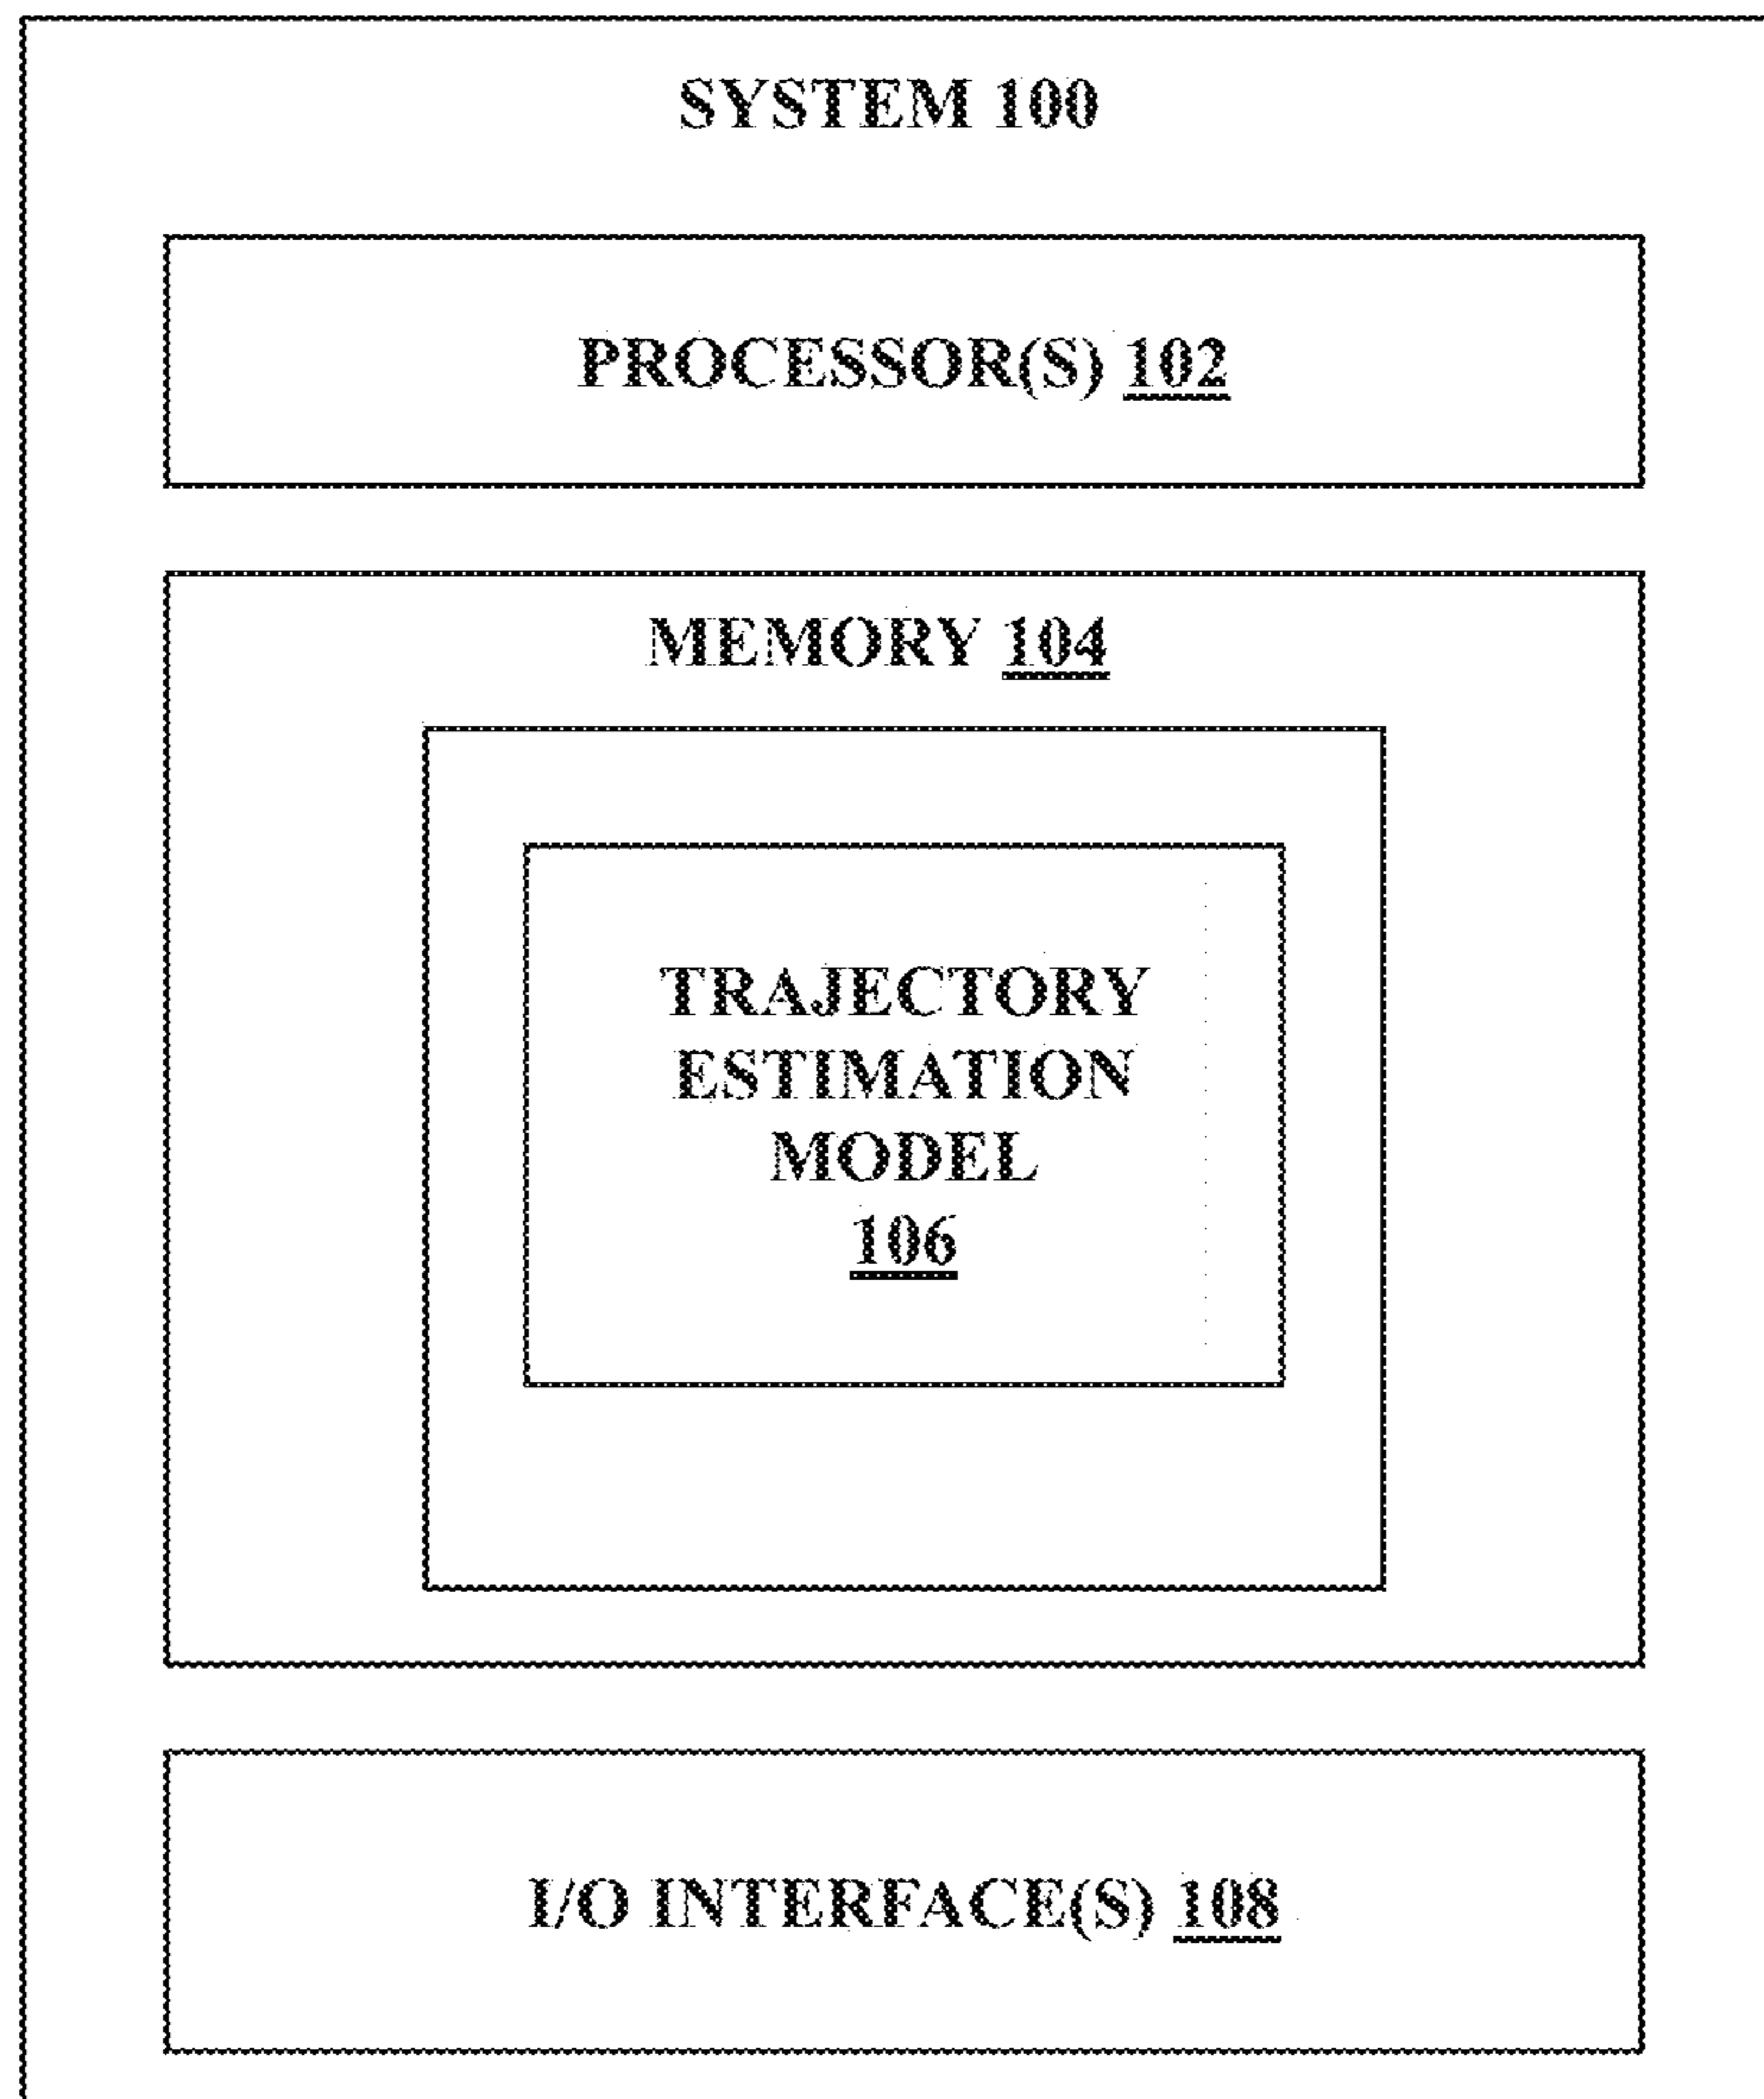 SYSTEM 100
PROCESSOR(S) 102
MEMORY 104
TRAJECTORY
ESTIMATION
MODEL
106
I/O INTERFACE(S) 108